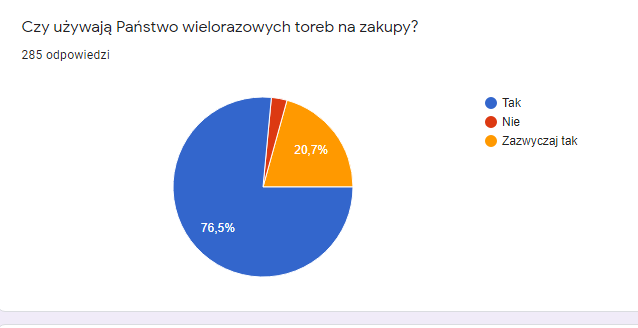 Czy używają Państwo wielorazowych toreb na zakupy?
285 odpowiedzi
Tak
Nie
Zazwyczaj tak
20,7%
76,5%